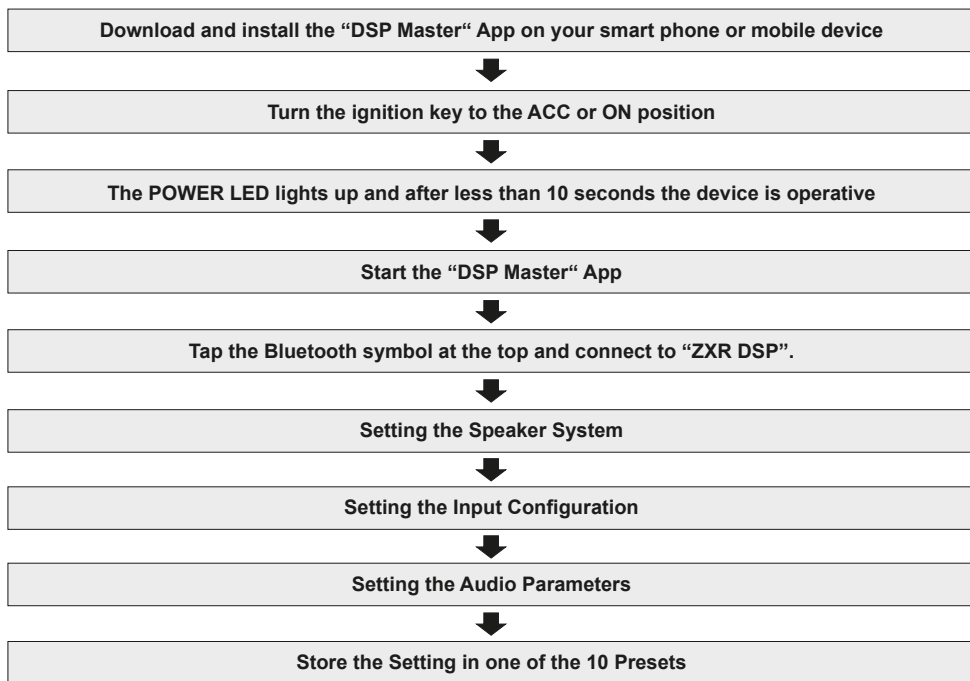 Download and install the “DSP Master“ App on your smart phone or mobile device
Turn the ignition key to the ACC or ON position
The POWER LED lights up and after less than 10 seconds the device is operative
Start the “DSP Master“ App
Tap the Bluetooth symbol at the top and connect to “ZXR DSP”.
Setting the Speaker System
Setting the Input Configuration
Setting the Audio Parameters
Store the Setting in one of the 10 Presets